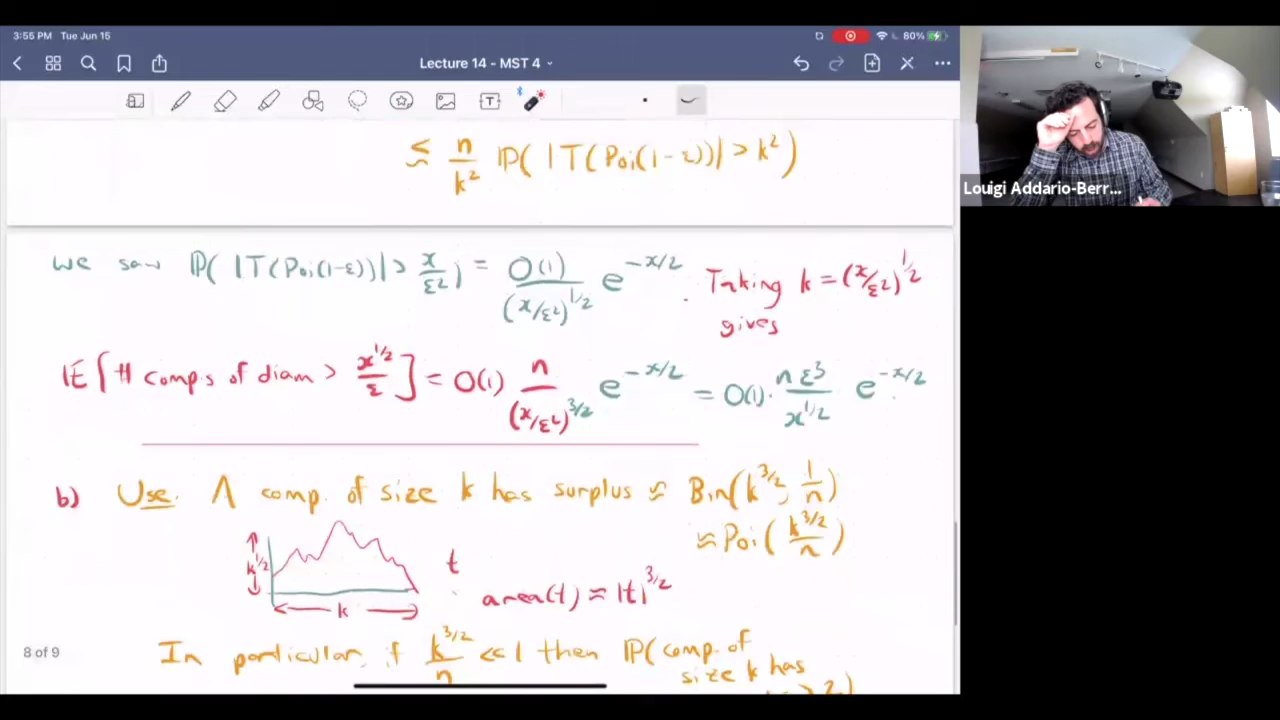 3:55 PM Tue Jun 15
80%
Lecture 14 - MST 4
≲ n/k² ℙ( |T(Poi(1-ε))| > k² )
we saw ℙ( |T(Poi(1-ε))| > x/ε² ) = O(1)/(x/ε²)^{1/2} e^{-x/2}. Taking k = (x/ε²)^{1/2}
gives
𝔼[# comps of diam > x^{1/2}/ε] = O(1) n/(x/ε²)^{3/2} e^{-x/2} = O(1)· nε³/x^{1/2} e^{-x/2}
b) Use: A comp. of size k has surplus ≈ Bin(k^{3/2}, 1/n)
≈ Poi(k^{3/2}/n)
k^{1/2}
t
area(t) ≈ |t|^{3/2}
k
In particular, if k^{3/2}/n << 1 then ℙ(comp. of
size k has
8 of 9
Louigi Addario-Berr...